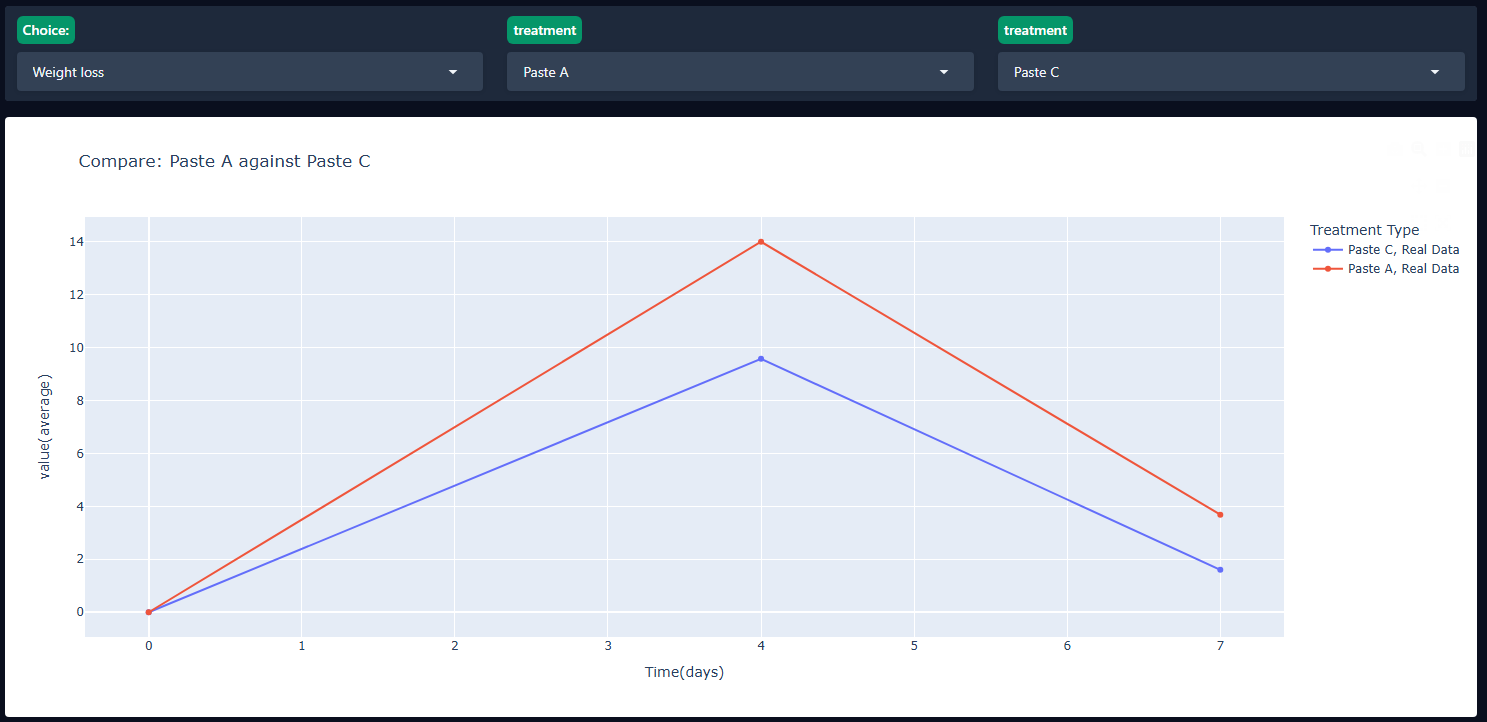 Choice:
treatment
treatment
Weight loss
Paste A
Paste C
Compare: Paste A against Paste C
Treatment Type
Paste C, Real Data
Paste A, Real Data
14
12
10
8
6
4
2
0
value(average)
0 1 2 3 4 5 6 7
Time(days)